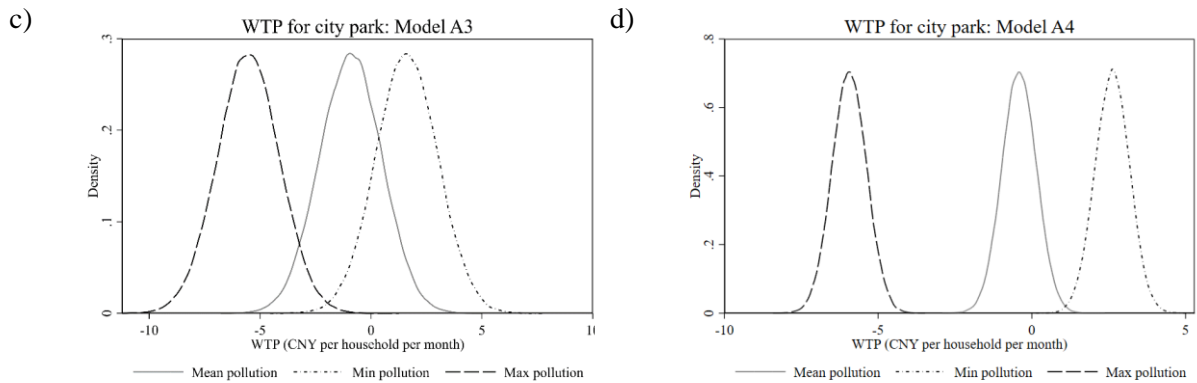 c)
WTP for city park: Model A3
.3
.2
.1
0
Density
-10
-5
0
5
10
WTP (CNY per household per month)
Mean pollution
Min pollution
Max pollution
d)
WTP for city park: Model A4
.8
.6
.4
.2
0
Density
-10
-5
0
5
WTP (CNY per household per month)
Mean pollution
Min pollution
Max pollution